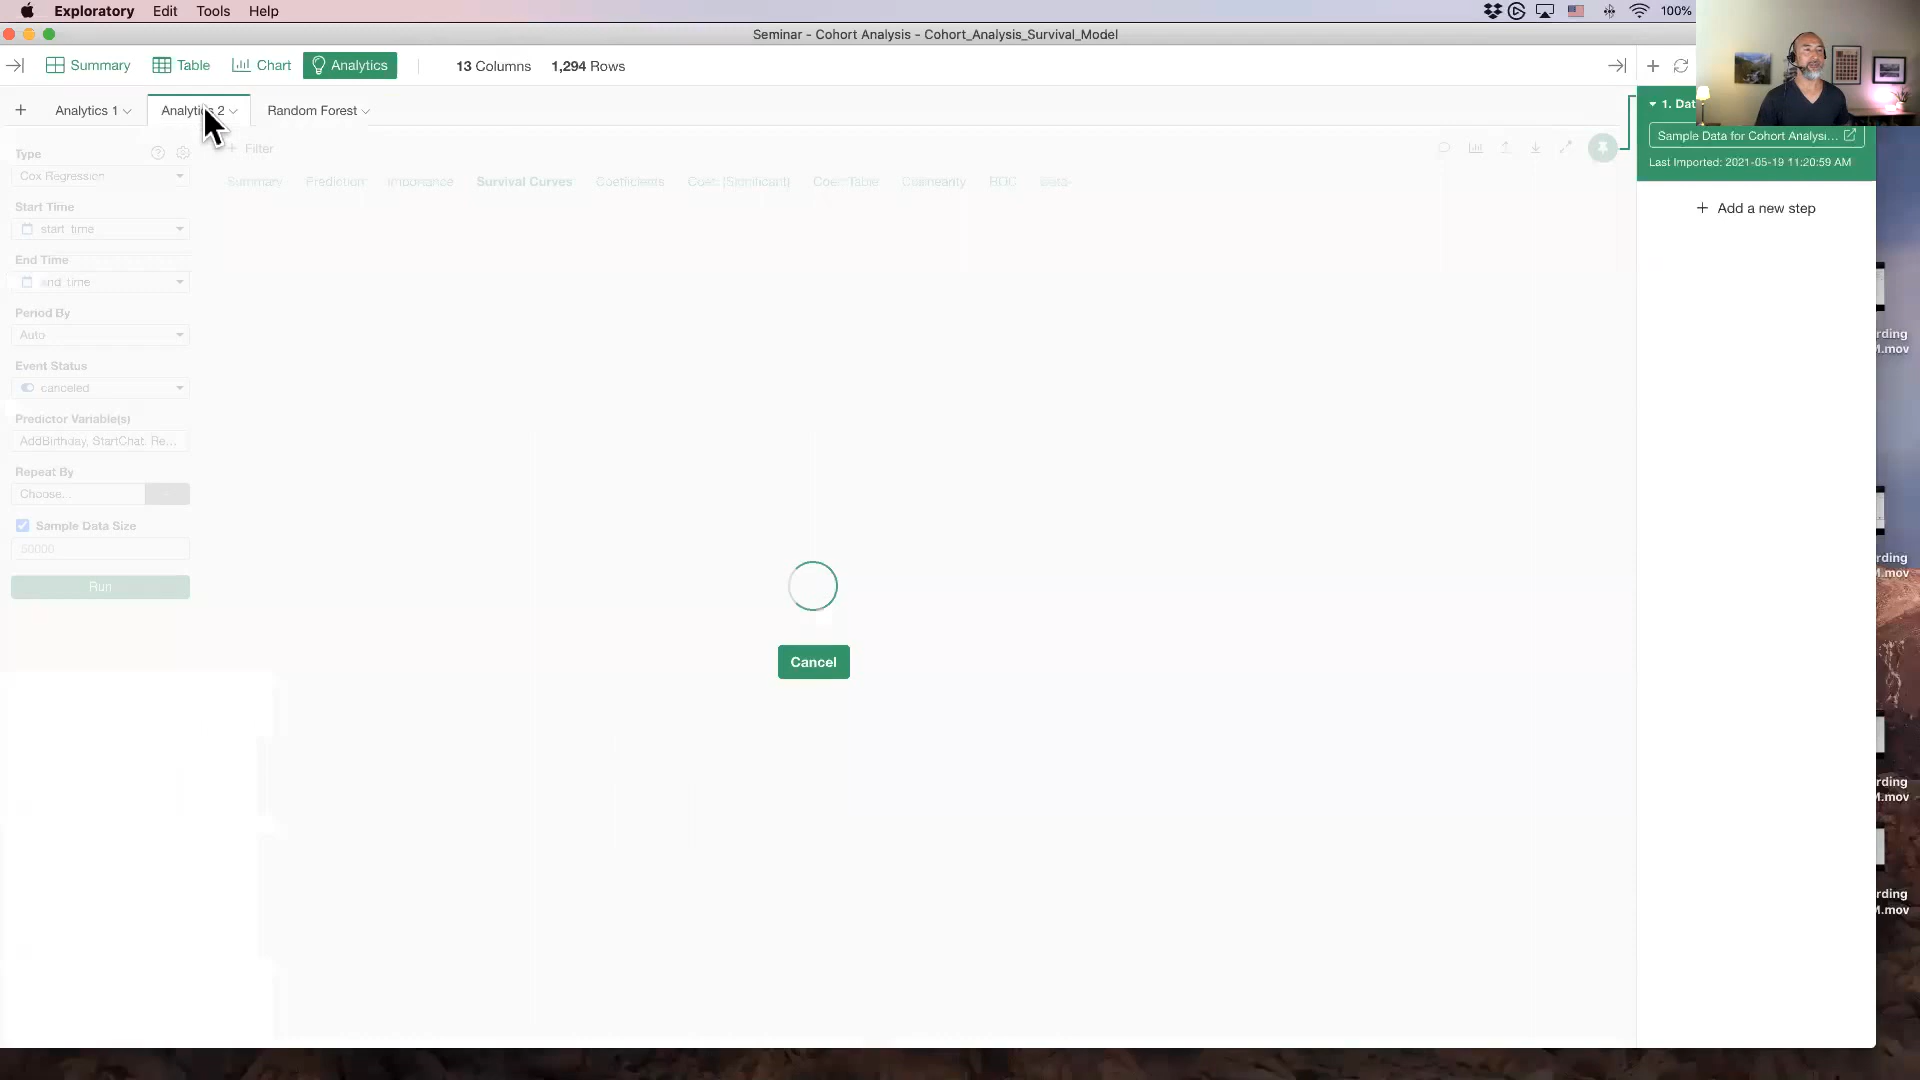 Exploratory Edit Tools Help 100%
Seminar - Cohort Analysis - Cohort_Analysis_Survival_Model
Summary Table Chart Analytics 13 Columns 1,294 Rows
Analytics 1 Analytics 2 Random Forest
1. Dat
Sample Data for Cohort Analysi...
Last Imported: 2021-05-19 11:20:59 AM
+ Add a new step
Type
Cox Regression
Start Time
start_time
End Time
end_time
Period By
Auto
Event Status
canceled
Predictor Variable(s)
AddBirthday, StartChat, Re...
Repeat By
Choose...
Sample Data Size
50000
Run
+ Filter
Summary Prediction Importance Survival Curves Coefficients Coef. (Significant) Coef. Table Collinearity ROC Data
Cancel
rding
M.mov
rding
M.mov
rding
M.mov
rding
M.mov